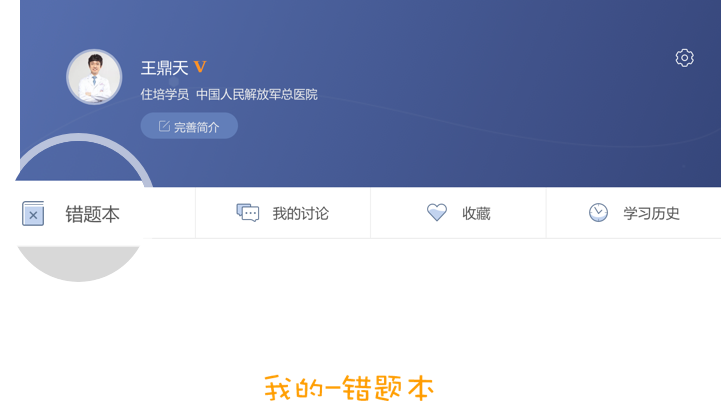 王鼎天 V
住培学员 中国人民解放军总医院
完善简介
错题本
我的讨论
收藏
学习历史
我的-错题本